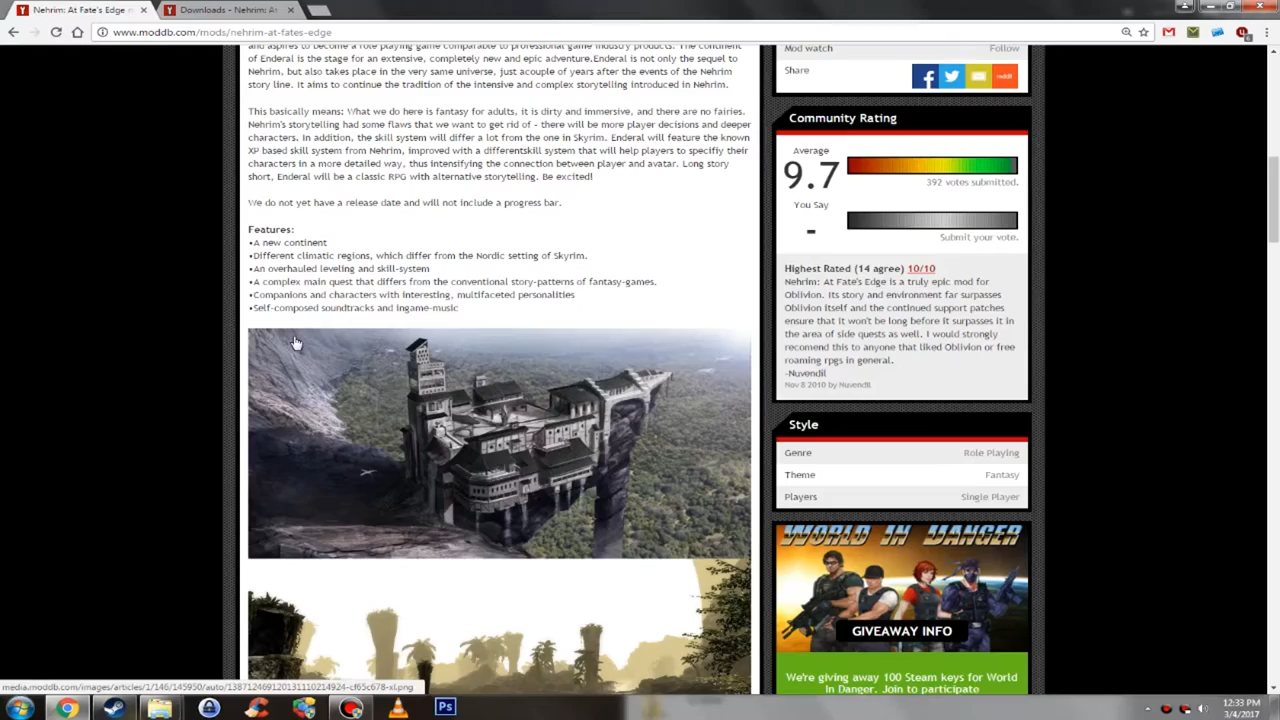 Nehrim: At Fate's Edge
Downloads - Nehrim: At
www.moddb.com/mods/nehrim-at-fates-edge
and aspires to become a role playing game comparable to professional game industry products. The continent
of Enderal is the stage for an extensive, completely new and epic adventure.Enderal is not only the sequel to
Nehrim, but also takes place in the very same universe, just acouple of years after the events of the Nehrim
story line. It aims to continue the tradition of the intensive and complex storytelling introduced in Nehrim.
This basically means: What we do here is fantasy for adults, it is dirty and immersive, and there are no fairies.
Nehrim's storytelling had some flaws that we want to get rid of - there will be more player decisions and deeper
characters. In addition, the skill system will differ a lot from the one in Skyrim. Enderal will feature the known
XP based skill system from Nehrim, improved with a differentskill system that will help players to specifiy their
characters in a more detailed way, thus intensifying the connection between player and avatar. Long story
short, Enderal will be a classic RPG with alternative storytelling. Be excited!
We do not yet have a release date and will not include a progress bar.
Features:
•A new continent
•Different climatic regions, which differ from the Nordic setting of Skyrim.
•An overhauled leveling and skill-system
•A complex main quest that differs from the conventional story-patterns of fantasy-games.
•Companions and characters with interesting, multifaceted personalities
•Self-composed soundtracks and ingame-music
Mod watch Follow
Share
reddit
Community Rating
Average
9.7
392 votes submitted.
You Say
-
Submit your vote.
Highest Rated (14 agree) 10/10
Nehrim: At Fate's Edge is a truly epic mod for
Oblivion. Its story and environment far surpasses
Oblivion itself and the continued support patches
ensure that it won't be long before it surpasses it in
the area of side quests as well. I would strongly
recomend this to anyone that liked Oblivion or free
roaming rpgs in general.
-Nuvendil
Nov 8 2010 by Nuvendil
Style
Genre Role Playing
Theme Fantasy
Players Single Player
WORLD IN DANGER
GIVEAWAY INFO
We're giving away 100 Steam keys for World
In Danger. Join to participate
media.moddb.com/images/articles/1/146/145950/auto/138712469120131110214924-cf65c678-xl.png
Ps
12:33 PM
3/4/2017